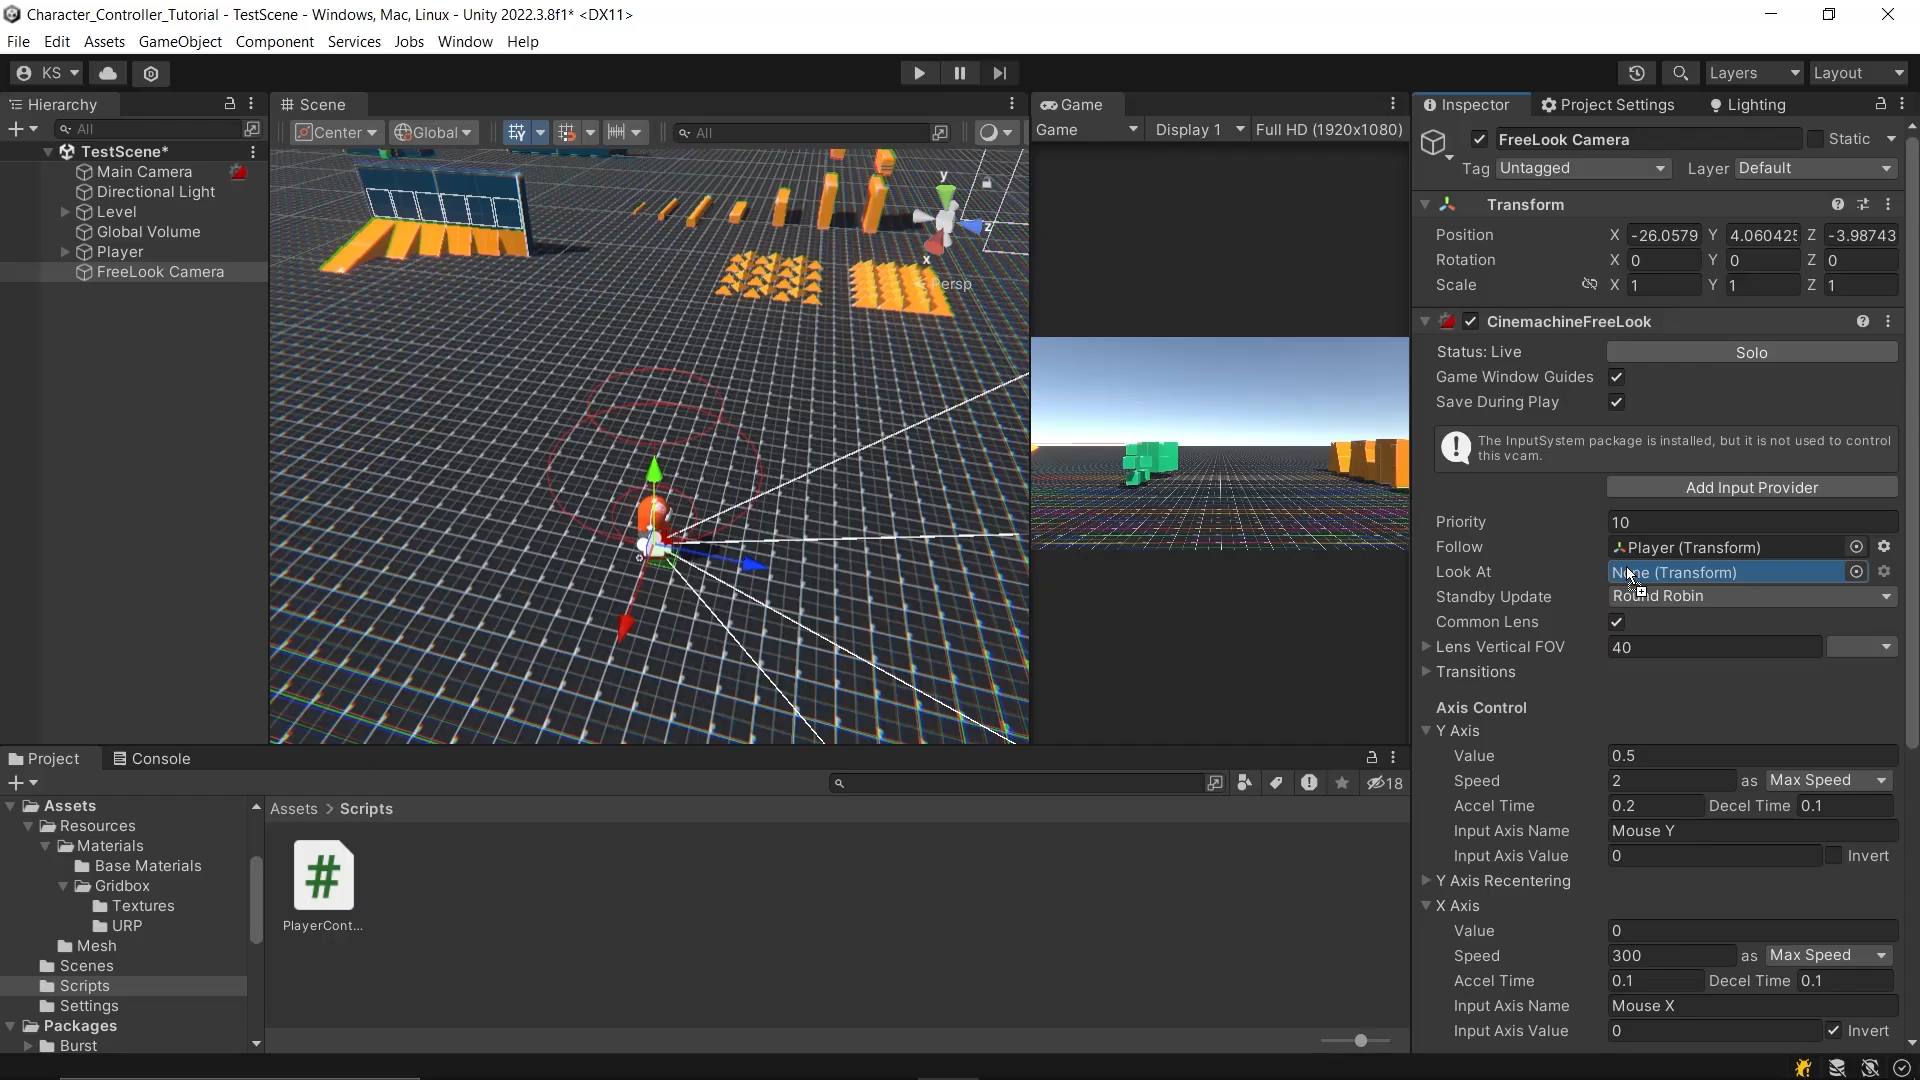 Character_Controller_Tutorial - TestScene - Windows, Mac, Linux - Unity 2022.3.8f1* <DX11>
File Edit Assets GameObject Component Services Jobs Window Help
KS Layers Layout
Hierarchy Scene Game Inspector Project Settings Lighting
All Center Global All Game Display 1 Full HD (1920x1080)
TestScene*
Main Camera
Directional Light
Level
Global Volume
Player
FreeLook Camera
y
z
x
Persp
FreeLook Camera Static
Tag Untagged Layer Default
Transform
Position X -26.0579 Y 4.060425 Z -3.98743
Rotation X 0 Y 0 Z 0
Scale X 1 Y 1 Z 1
CinemachineFreeLook
Status: Live Solo
Game Window Guides
Save During Play
The InputSystem package is installed, but it is not used to control
this vcam.
Add Input Provider
Priority 10
Follow Player (Transform)
Look At None (Transform)
Standby Update Round Robin
Common Lens
Lens Vertical FOV 40
Transitions
Axis Control
Y Axis
Value 0.5
Speed 2 as Max Speed
Accel Time 0.2 Decel Time 0.1
Input Axis Name Mouse Y
Input Axis Value 0 Invert
Y Axis Recentering
X Axis
Value 0
Speed 300 as Max Speed
Accel Time 0.1 Decel Time 0.1
Input Axis Name Mouse X
Input Axis Value 0 Invert
Project Console
18
Assets
Resources
Materials
Base Materials
Gridbox
Textures
URP
Mesh
Scenes
Scripts
Settings
Packages
Burst
Assets > Scripts
#
PlayerCont...